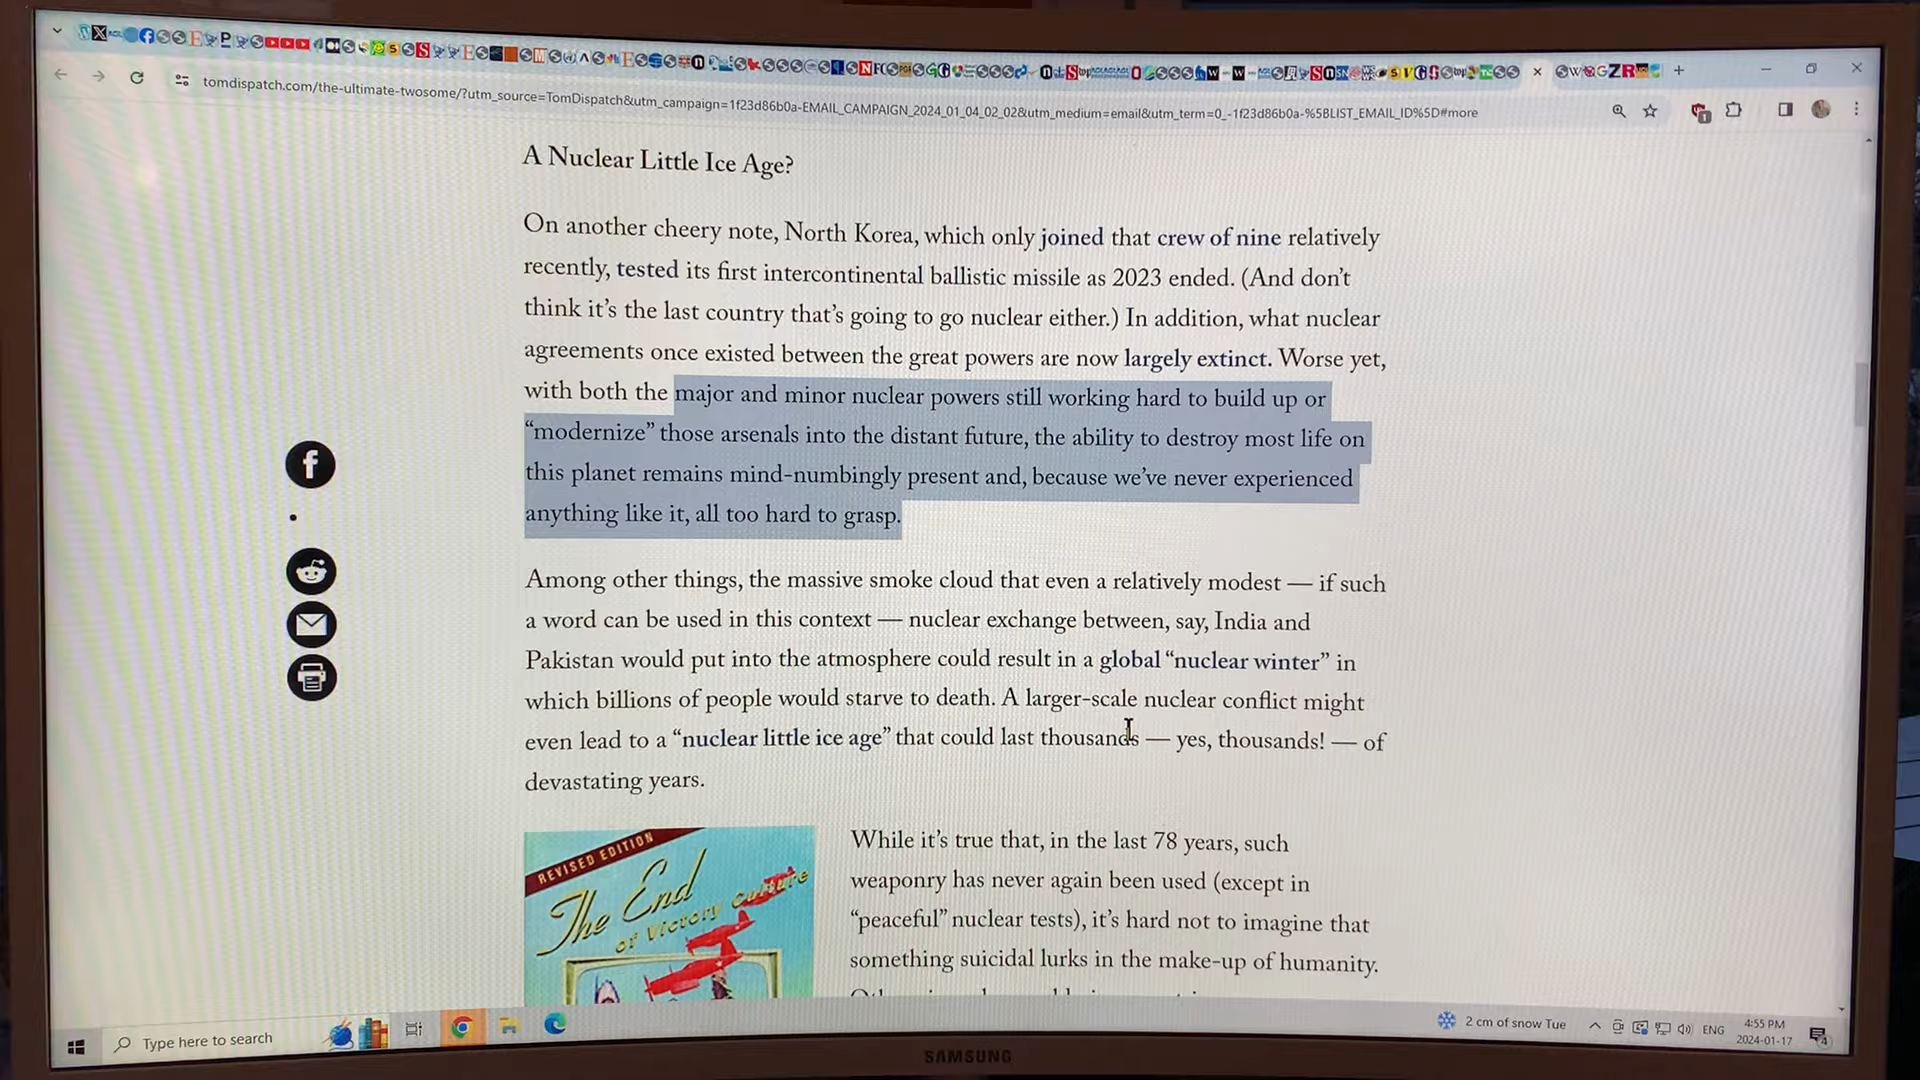 tomdispatch.com/the-ultimate-twosome/?utm_source=TomDispatch&utm_campaign=1f23d86b0a-EMAIL_CAMPAIGN_2024_01_04_02_02&utm_medium=email&utm_term=0_-1f23d86b0a-%5BLIST_EMAIL_ID%5D#more
A Nuclear Little Ice Age?
On another cheery note, North Korea, which only joined that crew of nine relatively
recently, tested its first intercontinental ballistic missile as 2023 ended. (And don’t
think it’s the last country that’s going to go nuclear either.) In addition, what nuclear
agreements once existed between the great powers are now largely extinct. Worse yet,
with both the major and minor nuclear powers still working hard to build up or
“modernize” those arsenals into the distant future, the ability to destroy most life on
this planet remains mind-numbingly present and, because we’ve never experienced
anything like it, all too hard to grasp.
Among other things, the massive smoke cloud that even a relatively modest — if such
a word can be used in this context — nuclear exchange between, say, India and
Pakistan would put into the atmosphere could result in a global “nuclear winter” in
which billions of people would starve to death. A larger-scale nuclear conflict might
even lead to a “nuclear little ice age” that could last thousands — yes, thousands! — of
devastating years.
REVISED EDITION
The End
of Victory Culture
While it’s true that, in the last 78 years, such
weaponry has never again been used (except in
“peaceful” nuclear tests), it’s hard not to imagine that
something suicidal lurks in the make-up of humanity.
Type here to search
2 cm of snow Tue
ENG
4:55 PM
2024-01-17
4
SAMSUNG